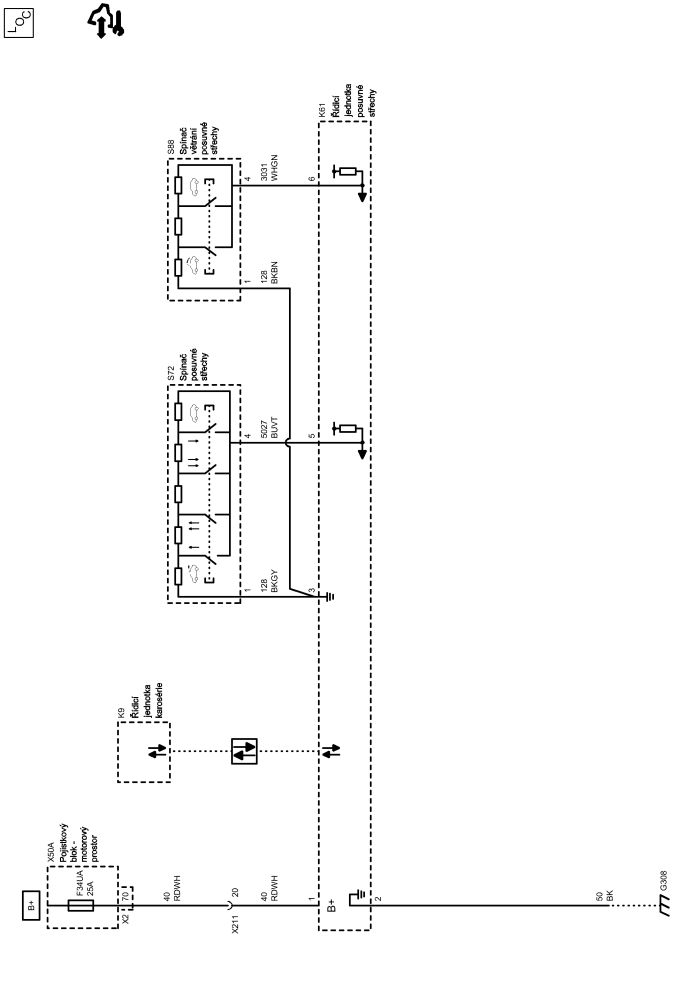 LOC
B+
X50A
Pojistkový
blok -
motorový
prostor
F34UA
25A
X2
70
40
RDWH
X211
20
40
RDWH
1
B+
2
50
BK
G308
K9
Řídicí
jednotka
karosérie
S72
Spínač
posuvné
střechy
1
128
BKGY
3
4
5027
BUVT
5
S88
Spínač
větrání
posuvné
střechy
1
128
BKBN
4
3031
WHGN
6
K61
Řídicí
jednotka
posuvné
střechy